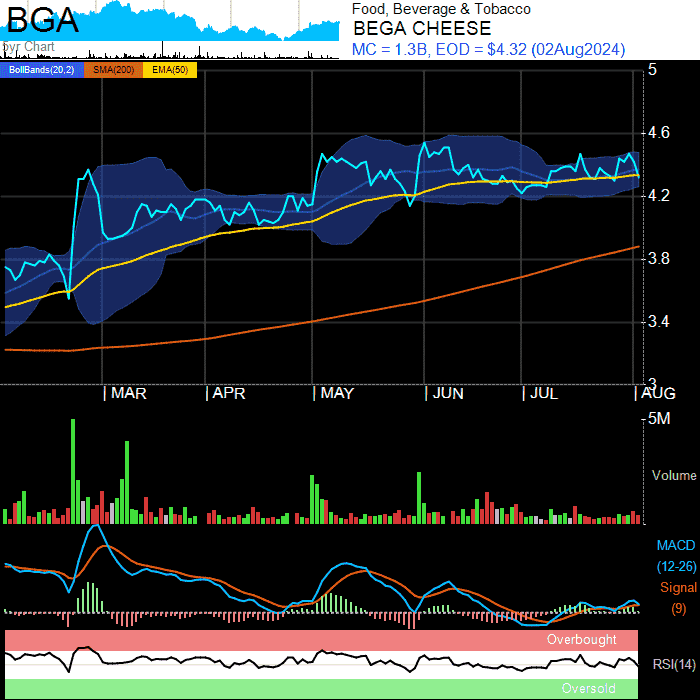 BGA
5yr Chart
Food, Beverage & Tobacco
BEGA CHEESE
MC = 1.3B, EOD = $4.32 (02Aug2024)
BollBands(20,2) SMA(200) EMA(50)
5
4.6
4.2
3.8
3.4
3
MAR APR MAY JUN JUL AUG
5M
Volume
MACD
(12-26)
Signal
(9)
Overbought
RSI(14)
Oversold